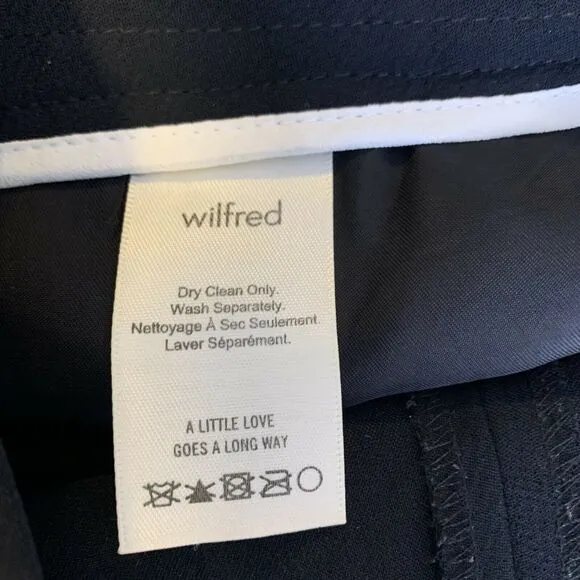 wilfred
Dry Clean Only.
Wash Separately.
Nettoyage À Sec Seulement.
Laver Séparément.
A LITTLE LOVE
GOES A LONG WAY